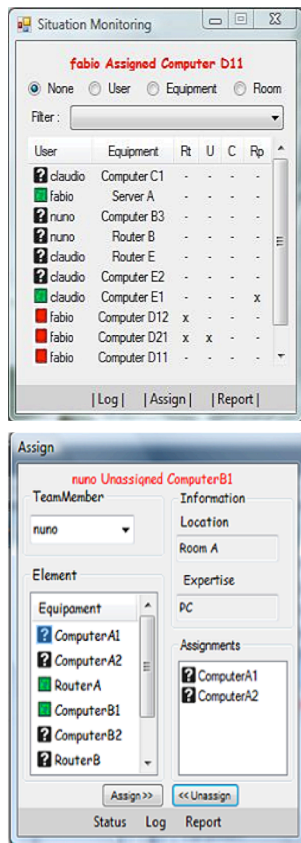 Situation Monitoring
fabio Assigned Computer D11
None User Equipment Room
Filter :
User Equipment Rt U C Rp
? claudio Computer C1 - - - -
fabio Server A - - - -
? nuno Computer B3 - - - -
? nuno Router B - - - -
? claudio Router E - - - -
? claudio Computer E2 - - - -
claudio Computer E1 - - - x
fabio Computer D12 x - - -
fabio Computer D21 x x - -
fabio Computer D11 - - - -
| Log | | Assign | | Report |
Assign
nuno Unassigned ComputerB1
TeamMember
nuno
Information
Location
Room A
Expertise
PC
Element
Equipament
? ComputerA1
? ComputerA2
RouterA
ComputerB1
? ComputerB2
? RouterB
Assignments
? ComputerA1
? ComputerA2
Assign >> << Unassign
Status Log Report